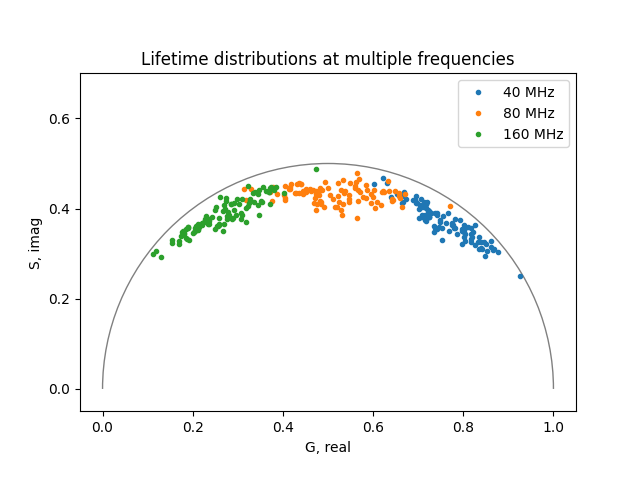 Lifetime distributions at multiple frequencies
40 MHz
80 MHz
160 MHz
0.6
0.4
0.2
0.0
S, imag
0.0 0.2 0.4 0.6 0.8 1.0
G, real